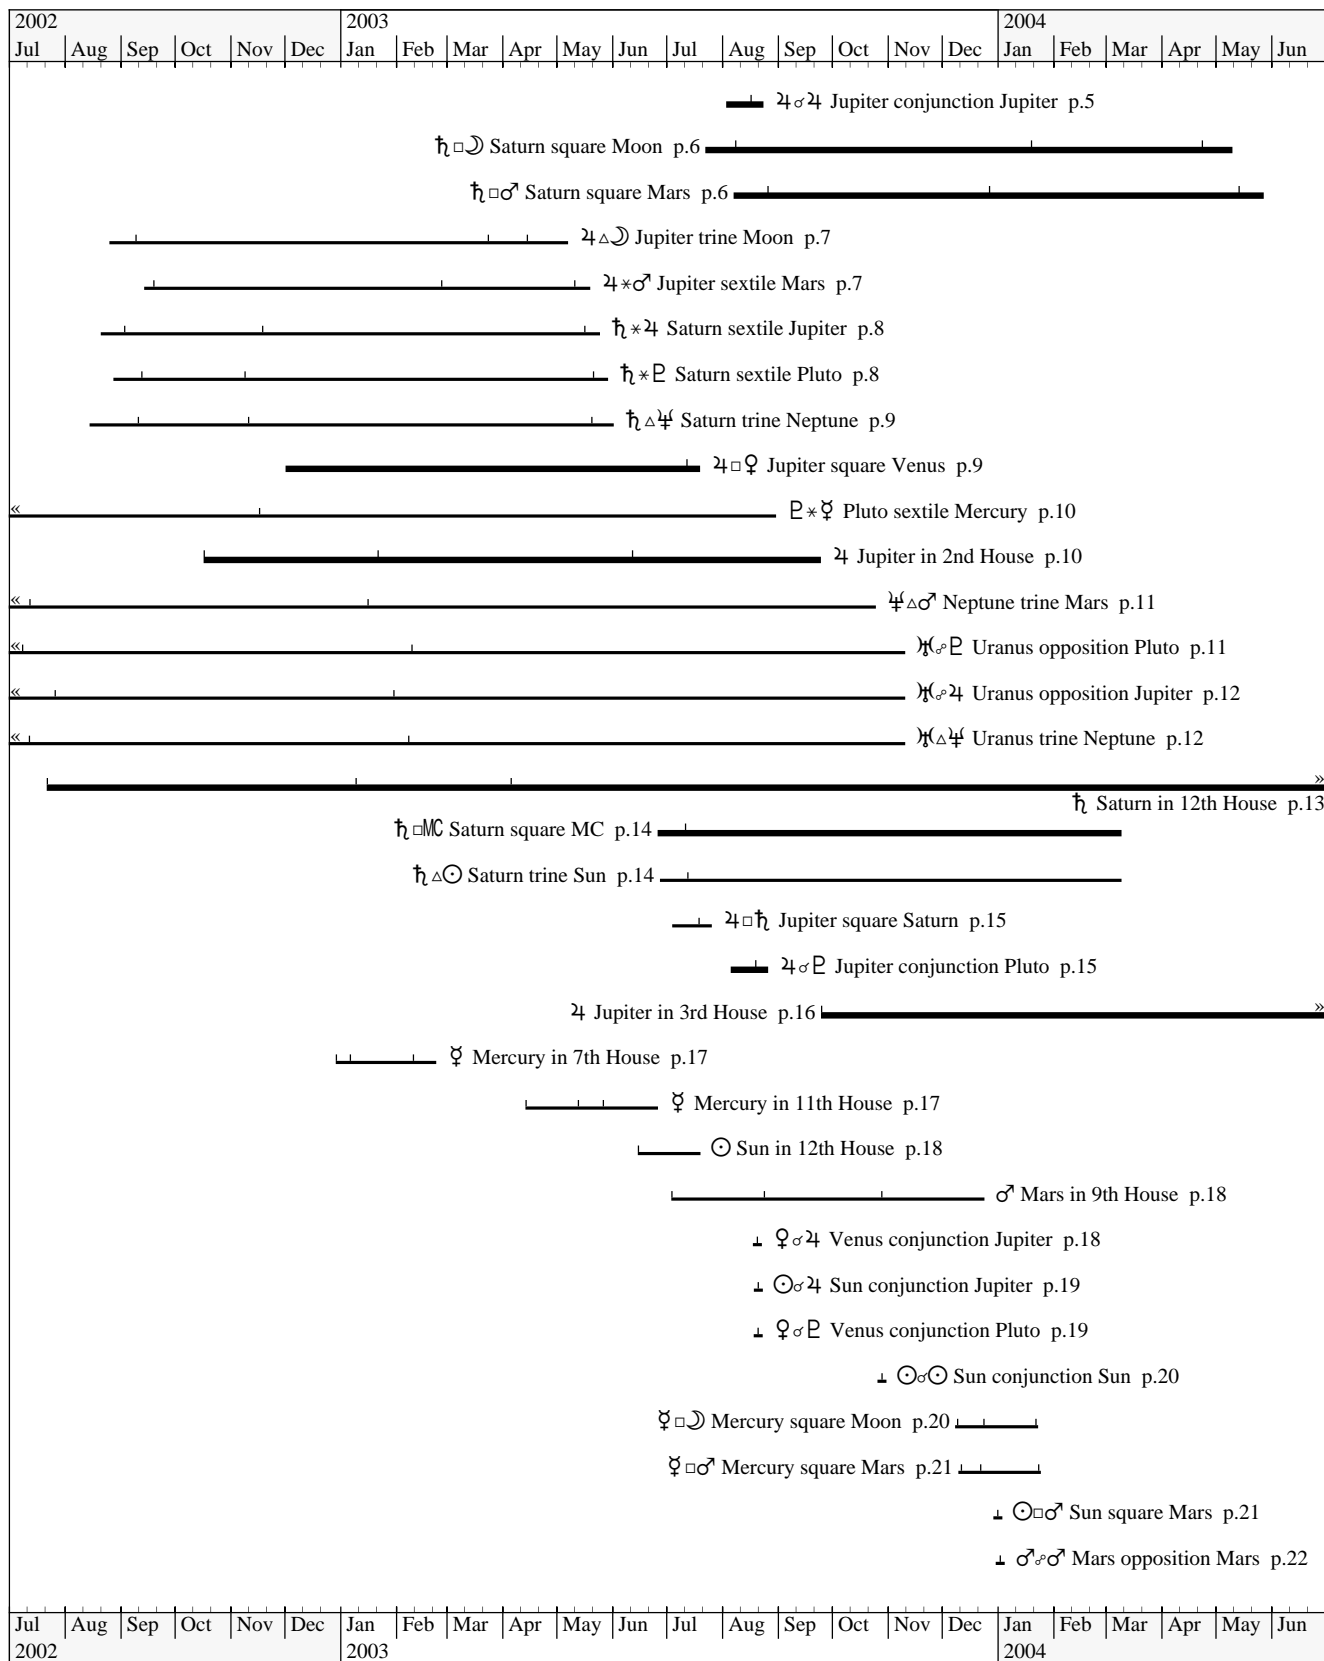 2002 2003 2004
Jul Aug Sep Oct Nov Dec Jan Feb Mar Apr May Jun Jul Aug Sep Oct Nov Dec Jan Feb Mar Apr May Jun
♃☌♃ Jupiter conjunction Jupiter p.5
♄□☽ Saturn square Moon p.6
♄□♂ Saturn square Mars p.6
♃△☽ Jupiter trine Moon p.7
♃⚹♂ Jupiter sextile Mars p.7
♄⚹♃ Saturn sextile Jupiter p.8
♄⚹♇ Saturn sextile Pluto p.8
♄△♆ Saturn trine Neptune p.9
♃□♀ Jupiter square Venus p.9
« ♇⚹☿ Pluto sextile Mercury p.10
♃ Jupiter in 2nd House p.10
« ♆△♂ Neptune trine Mars p.11
« ♅☍♇ Uranus opposition Pluto p.11
« ♅☍♃ Uranus opposition Jupiter p.12
« ♅△♆ Uranus trine Neptune p.12
»
♄ Saturn in 12th House p.13
♄□MC Saturn square MC p.14
♄△☉ Saturn trine Sun p.14
♃□♄ Jupiter square Saturn p.15
♃☌♇ Jupiter conjunction Pluto p.15
♃ Jupiter in 3rd House p.16 »
☿ Mercury in 7th House p.17
☿ Mercury in 11th House p.17
☉ Sun in 12th House p.18
♂ Mars in 9th House p.18
♀☌♃ Venus conjunction Jupiter p.18
☉☌♃ Sun conjunction Jupiter p.19
♀☌♇ Venus conjunction Pluto p.19
☉☌☉ Sun conjunction Sun p.20
☿□☽ Mercury square Moon p.20
☿□♂ Mercury square Mars p.21
☉□♂ Sun square Mars p.21
♂☍♂ Mars opposition Mars p.22
Jul Aug Sep Oct Nov Dec Jan Feb Mar Apr May Jun Jul Aug Sep Oct Nov Dec Jan Feb Mar Apr May Jun
2002 2003 2004